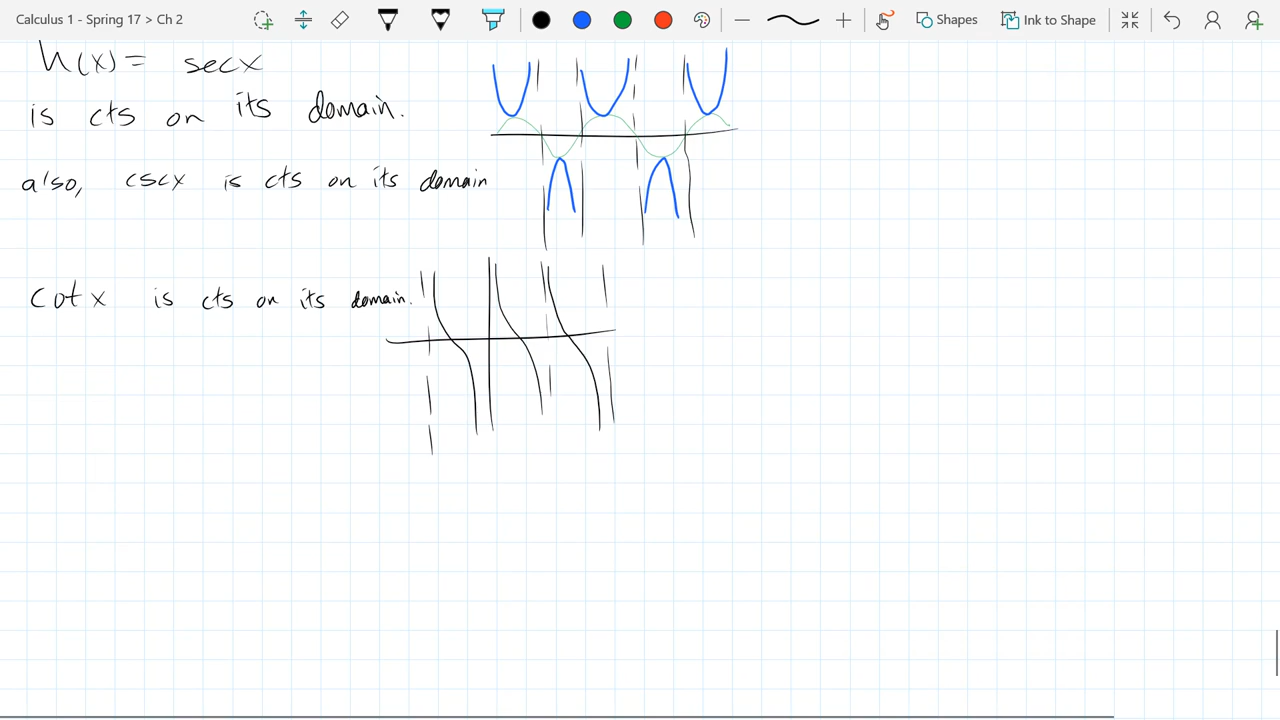 Calculus 1 - Spring 17 > Ch 2
Shapes
Ink to Shape
h(x) = secx
is cts on its domain.
also, cscx is cts on its domain
cot x is cts on its domain.